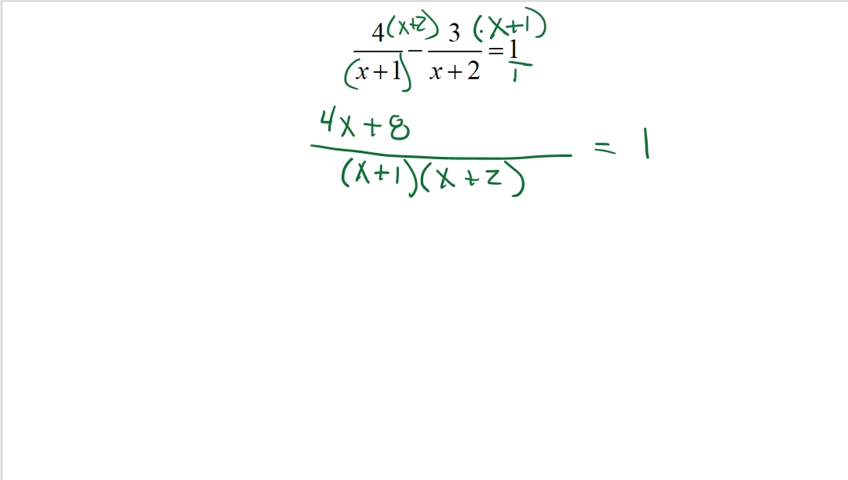 4(x+2) 3 (·x+1)
(x+1) − x+2 = 1/1
4x + 8
(x+1)(x+2) = 1